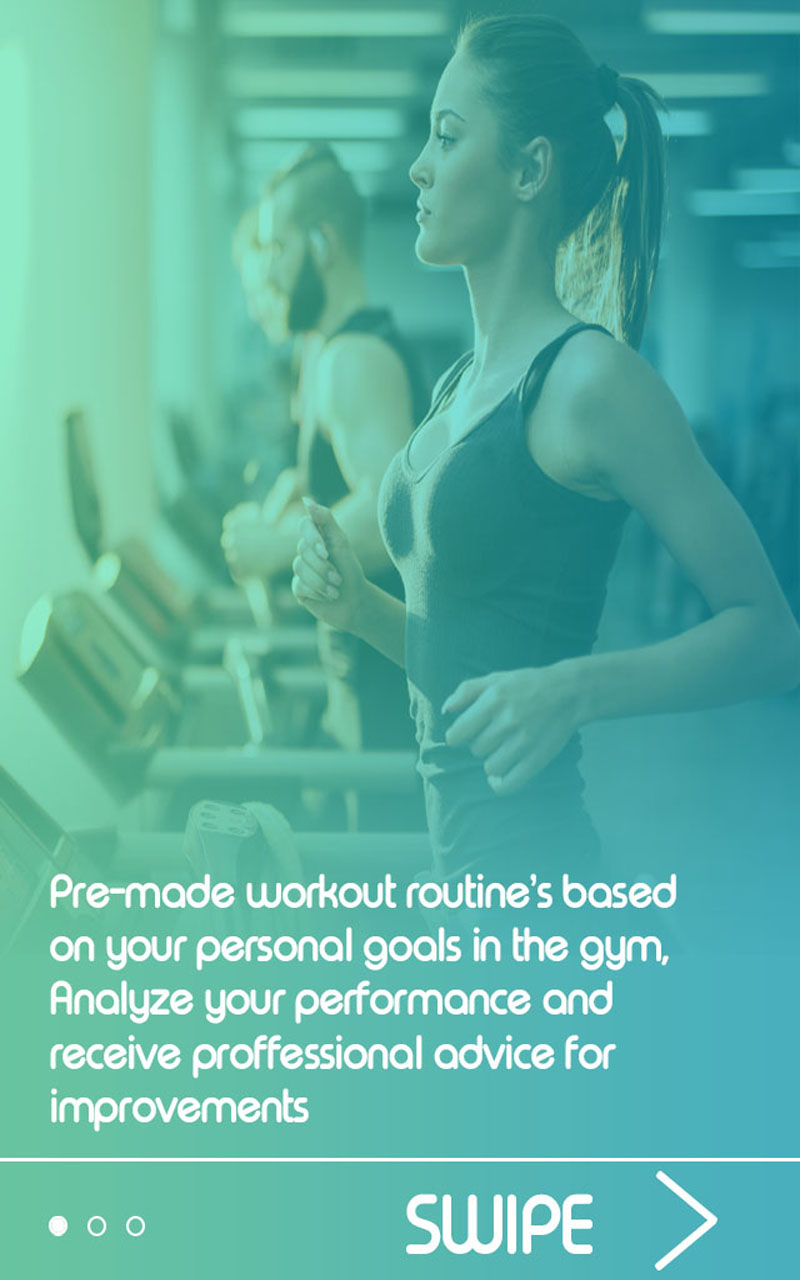 Pre-made workout routine's based
on your personal goals in the gym,
Analyze your performance and
receive proffessional advice for
improvements
SWIPE